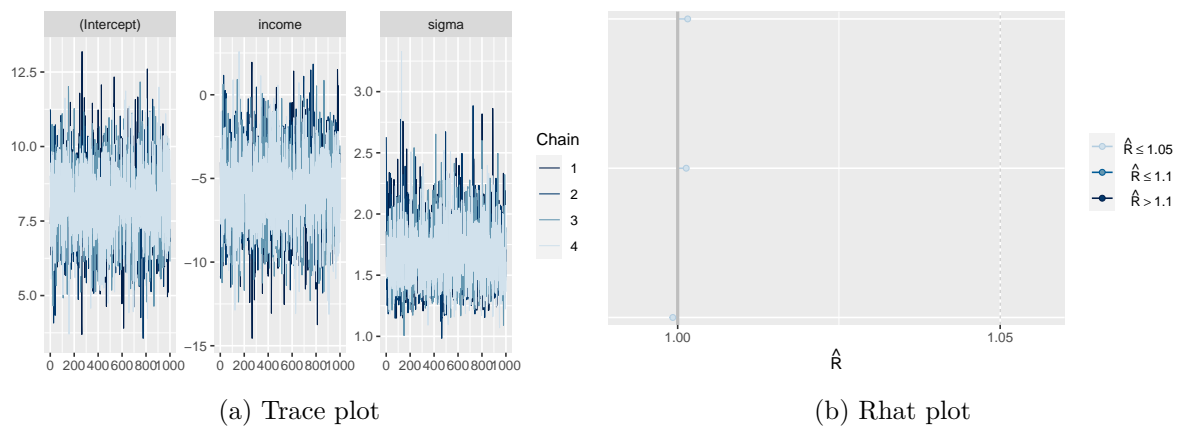 (Intercept)
income
sigma
12.5
10.0
7.5
5.0
0 200 400 600 800 1000
0
−5
−10
−15
0 200 400 600 800 1000
3.0
2.5
2.0
1.5
1.0
0 200 400 600 800 1000
Chain
1
2
3
4
(a) Trace plot
1.00 1.05
R̂
R̂ ≤ 1.05
R̂ ≤ 1.1
R̂ > 1.1
(b) Rhat plot